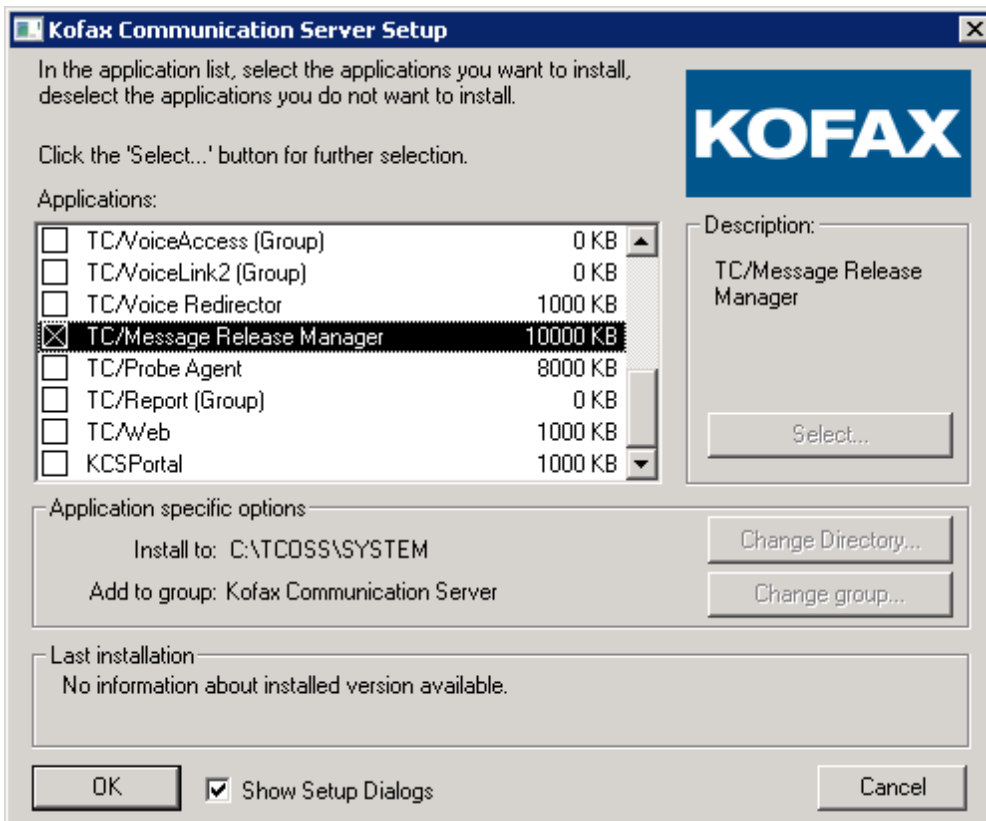 Kofax Communication Server Setup
In the application list, select the applications you want to install,
deselect the applications you do not want to install.
KOFAX
Click the 'Select...' button for further selection.
Applications:
TC/VoiceAccess (Group) 0 KB
TC/VoiceLink2 (Group) 0 KB
TC/Voice Redirector 1000 KB
TC/Message Release Manager 10000 KB
TC/Probe Agent 8000 KB
TC/Report (Group) 0 KB
TC/Web 1000 KB
KCSPortal 1000 KB
Description:
TC/Message Release
Manager
Select...
Application specific options
Install to: C:\TCOSS\SYSTEM
Change Directory...
Add to group: Kofax Communication Server
Change group...
Last installation
No information about installed version available.
OK
Show Setup Dialogs
Cancel